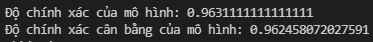 Độ chính xác của mô hình: 0.9631111111111111
Độ chính xác cân bằng của mô hình: 0.962458072027591